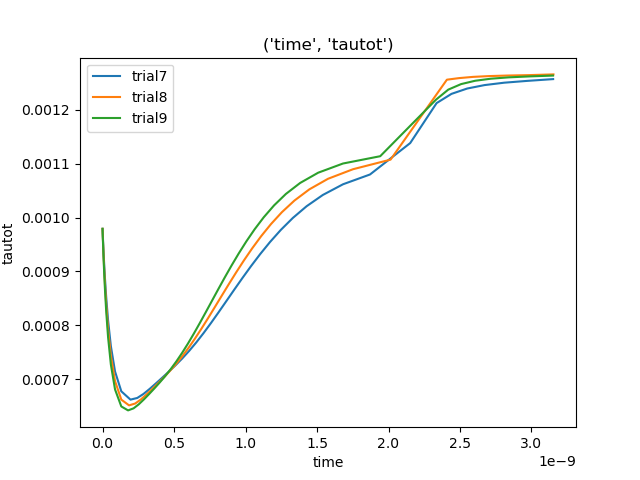 ('time', 'tautot')
trial7
trial8
trial9
tautot
0.0012
0.0011
0.0010
0.0009
0.0008
0.0007
0.0 0.5 1.0 1.5 2.0 2.5 3.0
time 1e−9